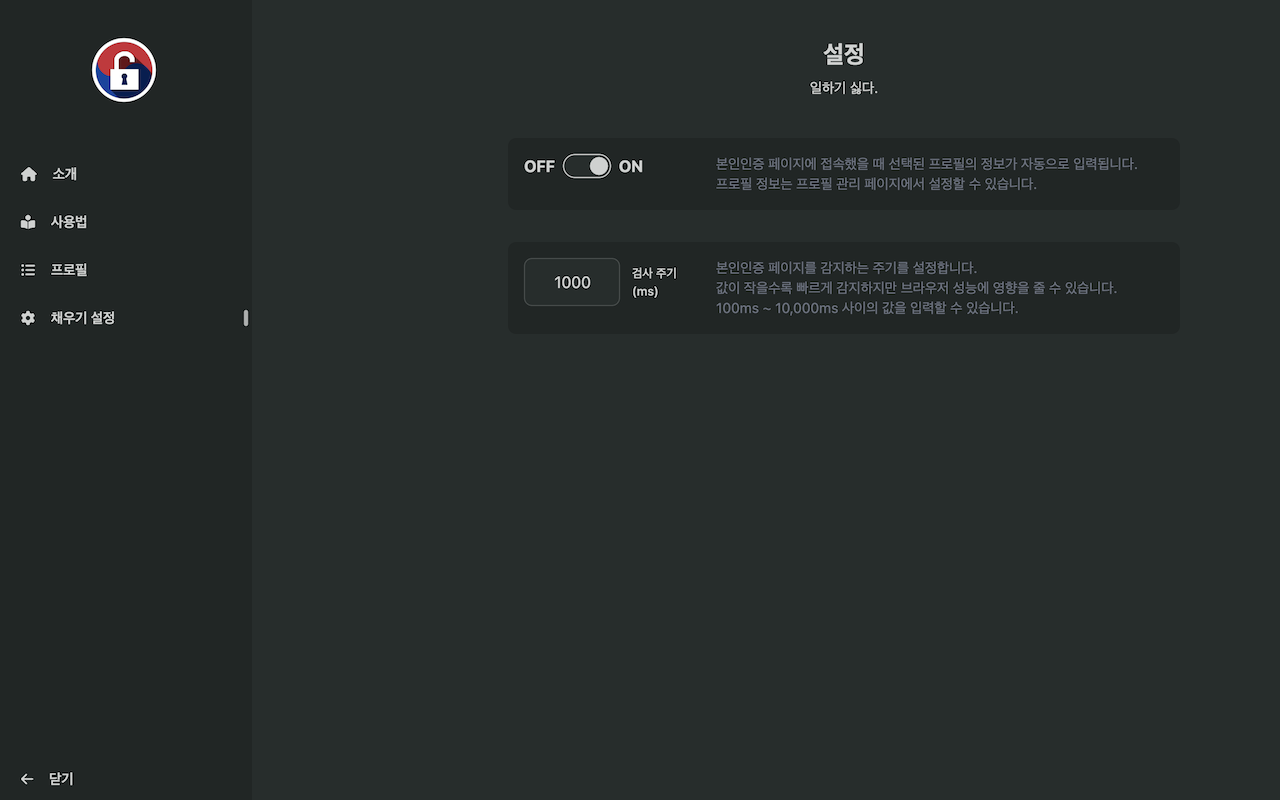 소개
사용법
프로필
채우기 설정
닫기
설정
일하기 싫다.
OFF ON
본인인증 페이지에 접속했을 때 선택된 프로필의 정보가 자동으로 입력됩니다.
프로필 정보는 프로필 관리 페이지에서 설정할 수 있습니다.
1000
검사 주기
(ms)
본인인증 페이지를 감지하는 주기를 설정합니다.
값이 작을수록 빠르게 감지하지만 브라우저 성능에 영향을 줄 수 있습니다.
100ms ~ 10,000ms 사이의 값을 입력할 수 있습니다.